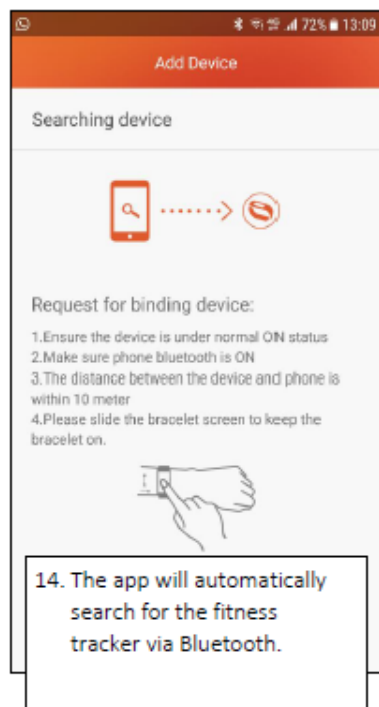 72% 13:09
Add Device
Searching device
Request for binding device:
1.Ensure the device is under normal ON status
2.Make sure phone bluetooth is ON
3.The distance between the device and phone is
within 10 meter
4.Please slide the bracelet screen to keep the
bracelet on.
14. The app will automatically
search for the fitness
tracker via Bluetooth.